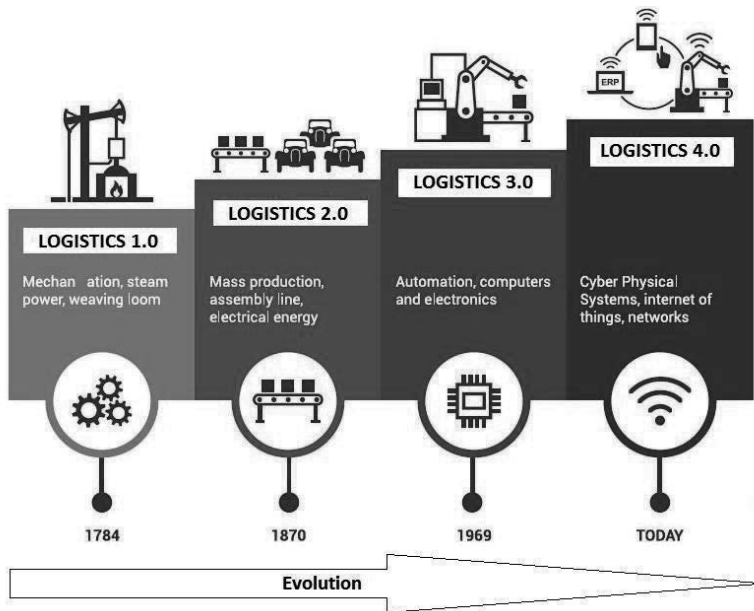 ERP
LOGISTICS 1.0
Mechan ation, steam
power, weaving loom
LOGISTICS 2.0
Mass production,
assembly line,
electrical energy
LOGISTICS 3.0
Automation, computers
and electronics
LOGISTICS 4.0
Cyber Physical
Systems, internet of
things, networks
1784
1870
1969
TODAY
Evolution